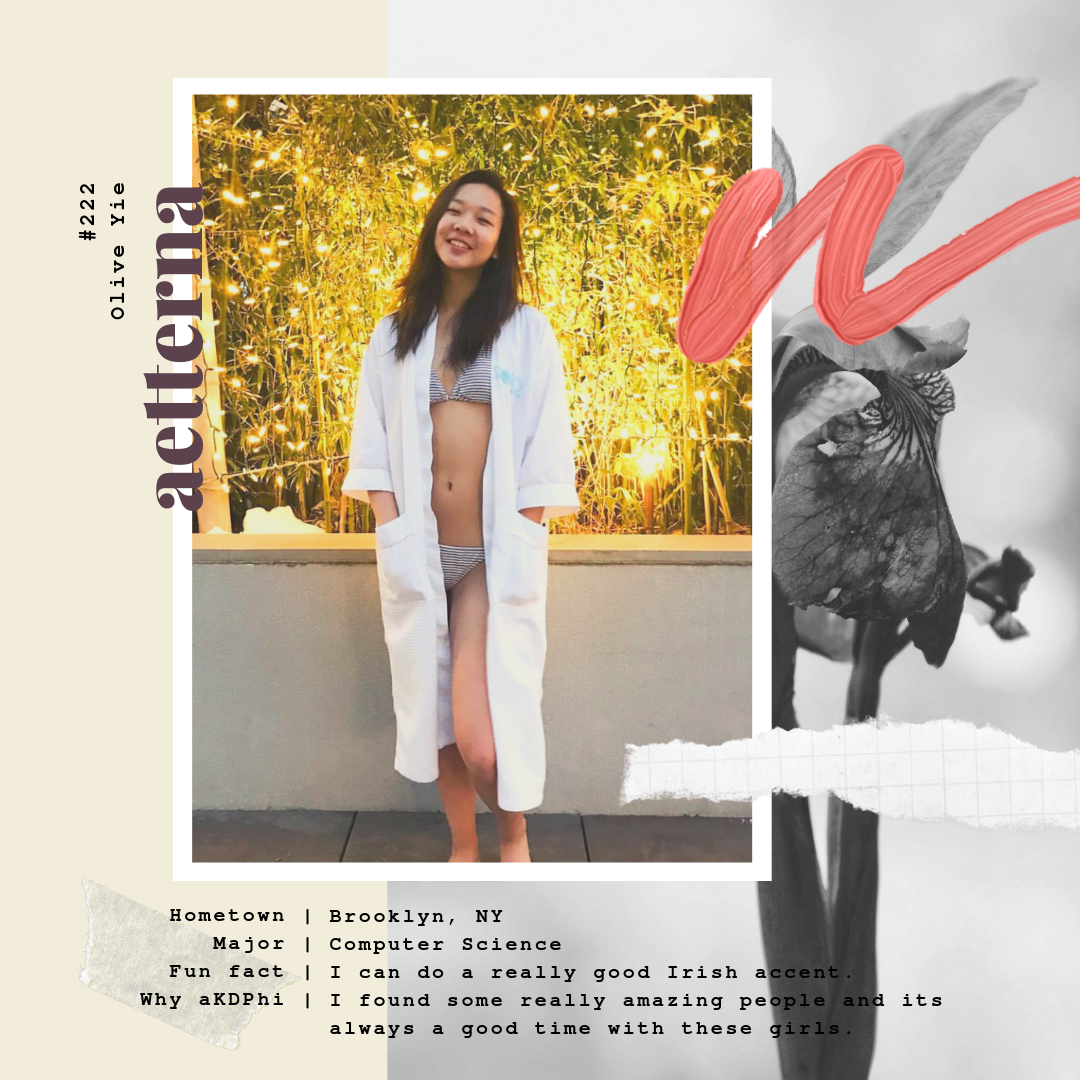 #222
Olive Yie
aetterna
Hometown | Brooklyn, NY
Major | Computer Science
Fun fact | I can do a really good Irish accent.
Why aKDPhi | I found some really amazing people and its
always a good time with these girls.